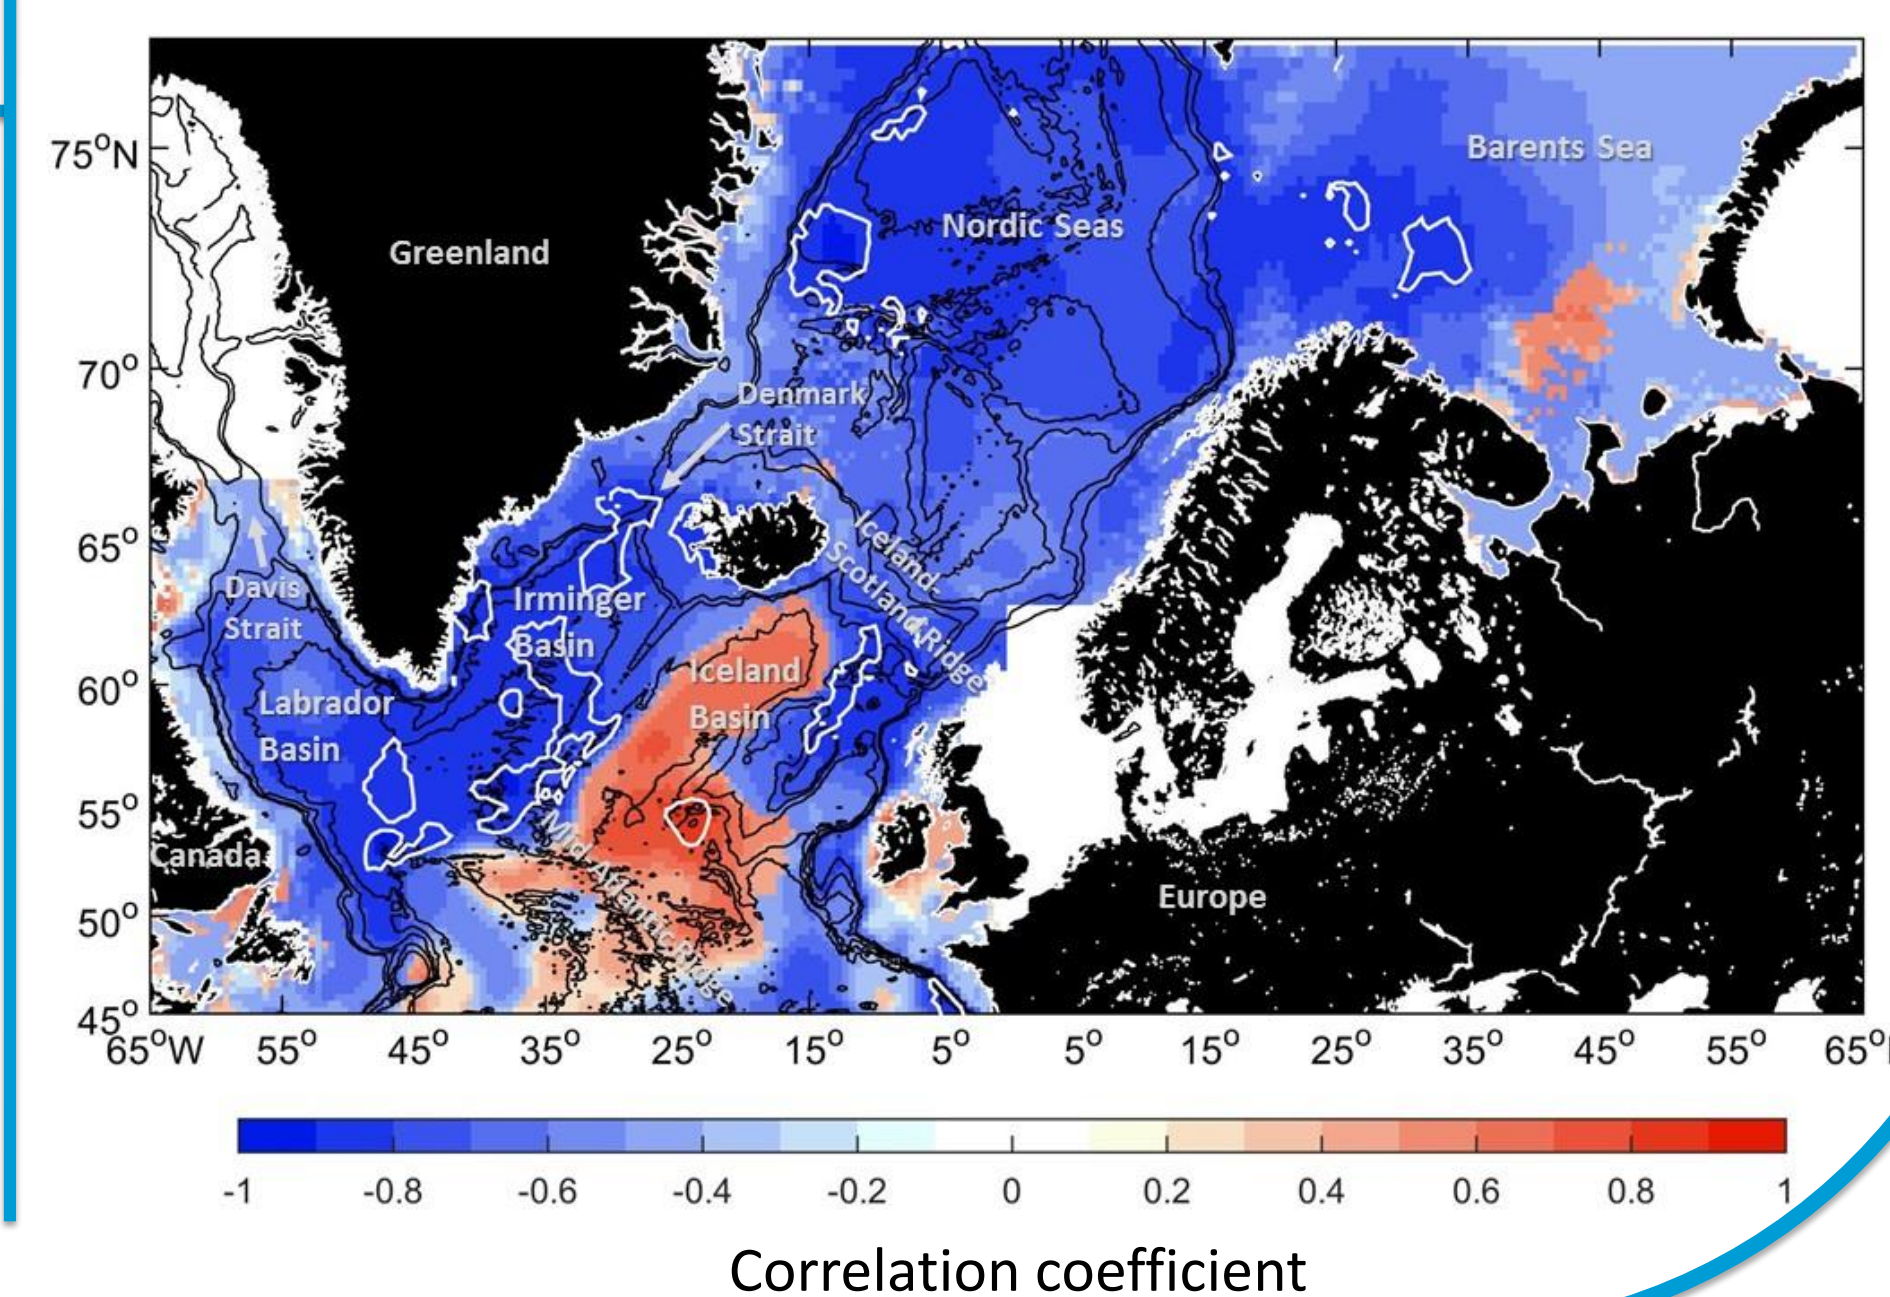 75°N
70°
65°
60°
55°
50°
45°
Barents Sea
Nordic Seas
Greenland
Denmark
Strait
Iceland-
Scotland Ridge
Davis
Strait
Irminger
Basin
Iceland
Basin
Labrador
Basin
Mid Atlantic Ridge
Canada
Europe
65°W 55° 45° 35° 25° 15° 5° 5° 15° 25° 35° 45° 55° 65°
-1 -0.8 -0.6 -0.4 -0.2 0 0.2 0.4 0.6 0.8 1
Correlation coefficient